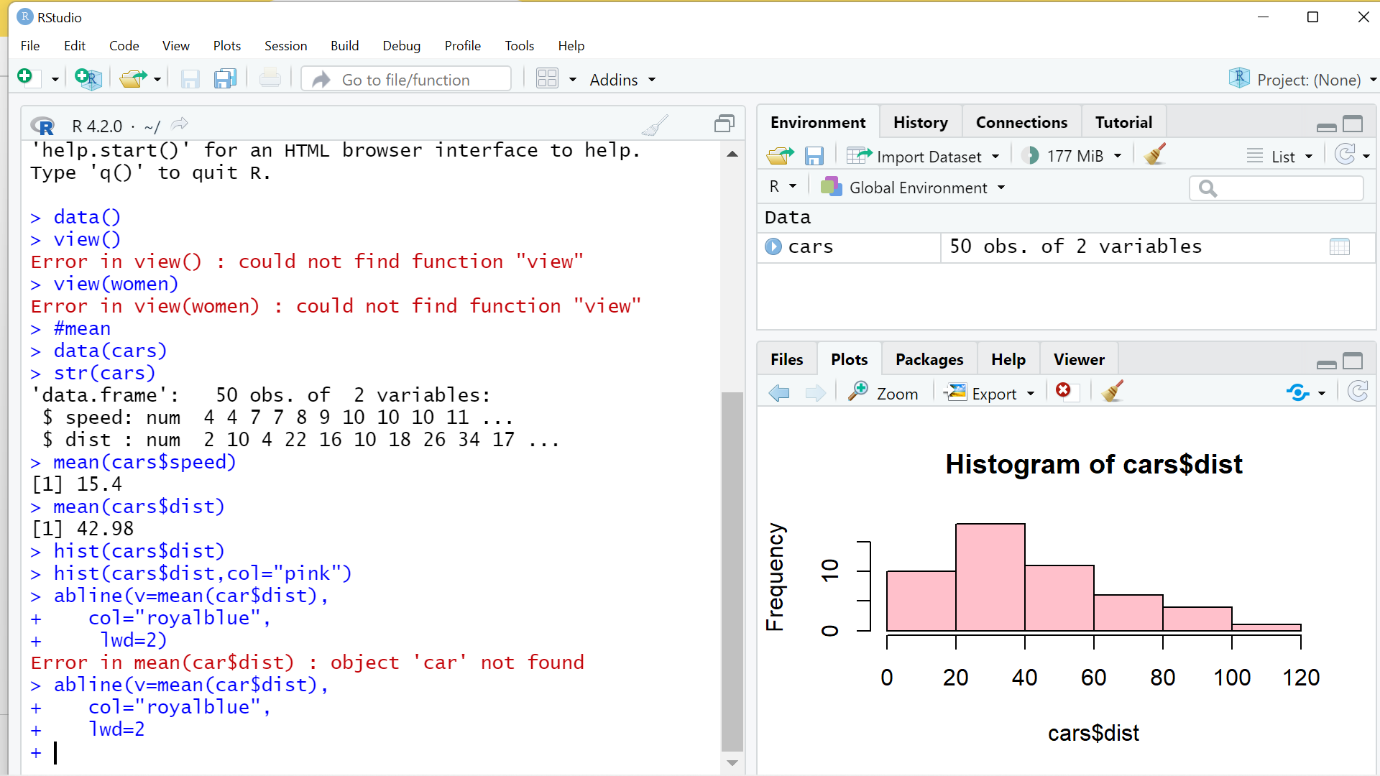 RStudio
File Edit Code View Plots Session Build Debug Profile Tools Help
Go to file/function Addins Project: (None)
R 4.2.0 · ~/
'help.start()' for an HTML browser interface to help.
Type 'q()' to quit R.
> data()
> view()
Error in view() : could not find function "view"
> view(women)
Error in view(women) : could not find function "view"
> #mean
> data(cars)
> str(cars)
'data.frame':   50 obs. of  2 variables:
 $ speed: num  4 4 7 7 8 9 10 10 10 11 ...
 $ dist : num  2 10 4 22 16 10 18 26 34 17 ...
> mean(cars$speed)
[1] 15.4
> mean(cars$dist)
[1] 42.98
> hist(cars$dist)
> hist(cars$dist,col="pink")
> abline(v=mean(car$dist),
+    col="royalblue",
+     lwd=2)
Error in mean(car$dist) : object 'car' not found
> abline(v=mean(car$dist),
+    col="royalblue",
+    lwd=2
+
Environment History Connections Tutorial
Import Dataset 177 MiB List
R Global Environment
Data
cars 50 obs. of 2 variables
Files Plots Packages Help Viewer
Zoom Export
Histogram of cars$dist
Frequency
0 10
0 20 40 60 80 100 120
cars$dist